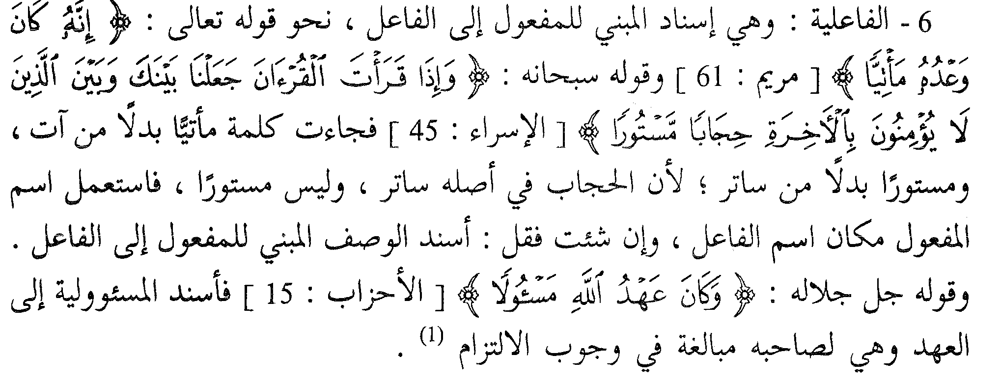 6 - الفاعلية : وهي إسناد المبني للمفعول إلى الفاعل ، نحو قوله تعالى : ﴿ إِنَّهُۥ كَانَ
وَعْدُهُۥ مَأْتِيًّا ﴾ [ مريم : 61 ] وقوله سبحانه : ﴿ وَإِذَا قَرَأْتَ ٱلْقُرْءَانَ جَعَلْنَا بَيْنَكَ وَبَيْنَ ٱلَّذِينَ
لَا يُؤْمِنُونَ بِٱلْأَخِرَةِ حِجَابًا مَّسْتُورًا ﴾ [ الإسراء : 45 ] فجاءت كلمة مأتيًّا بدلًا من آت ،
ومستورًا بدلًا من ساتر ؛ لأن الحجاب في أصله ساتر ، وليس مستورًا ، فاستعمل اسم
المفعول مكان اسم الفاعل ، وإن شئت فقل : أسند الوصف المبني للمفعول إلى الفاعل .
وقوله جل جلاله : ﴿ وَكَانَ عَهْدُ ٱللَّهِ مَسْـُٔولًا ﴾ [ الأحزاب : 15 ] فأسند المسئوولية إلى
العهد وهي لصاحبه مبالغة في وجوب الالتزام (1) .